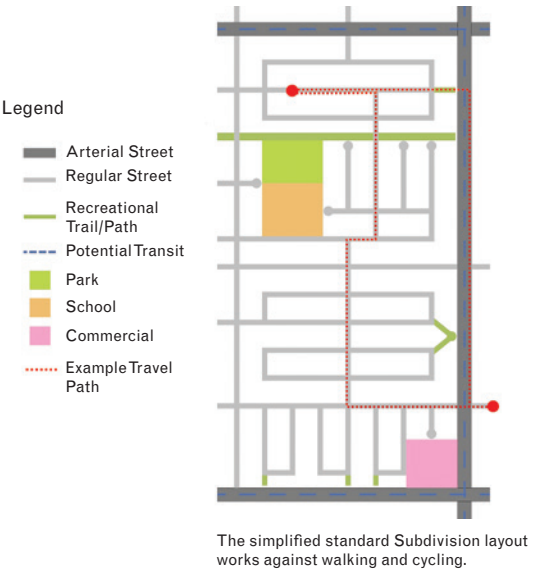 Legend
Arterial Street
Regular Street
Recreational
Trail/Path
Potential Transit
Park
School
Commercial
Example Travel
Path
The simplified standard Subdivision layout
works against walking and cycling.